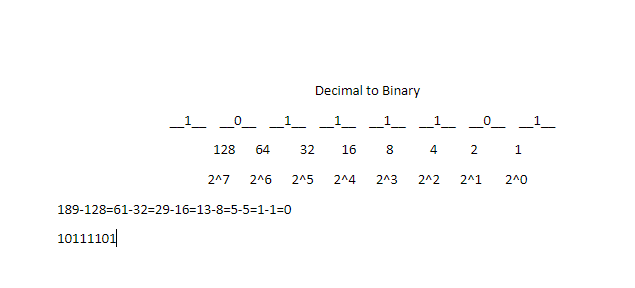 Decimal to Binary
__1__ __0__ __1__ __1__ __1__ __1__ __0__ __1__
128 64 32 16 8 4 2 1
2^7 2^6 2^5 2^4 2^3 2^2 2^1 2^0
189-128=61-32=29-16=13-8=5-5=1-1=0
10111101